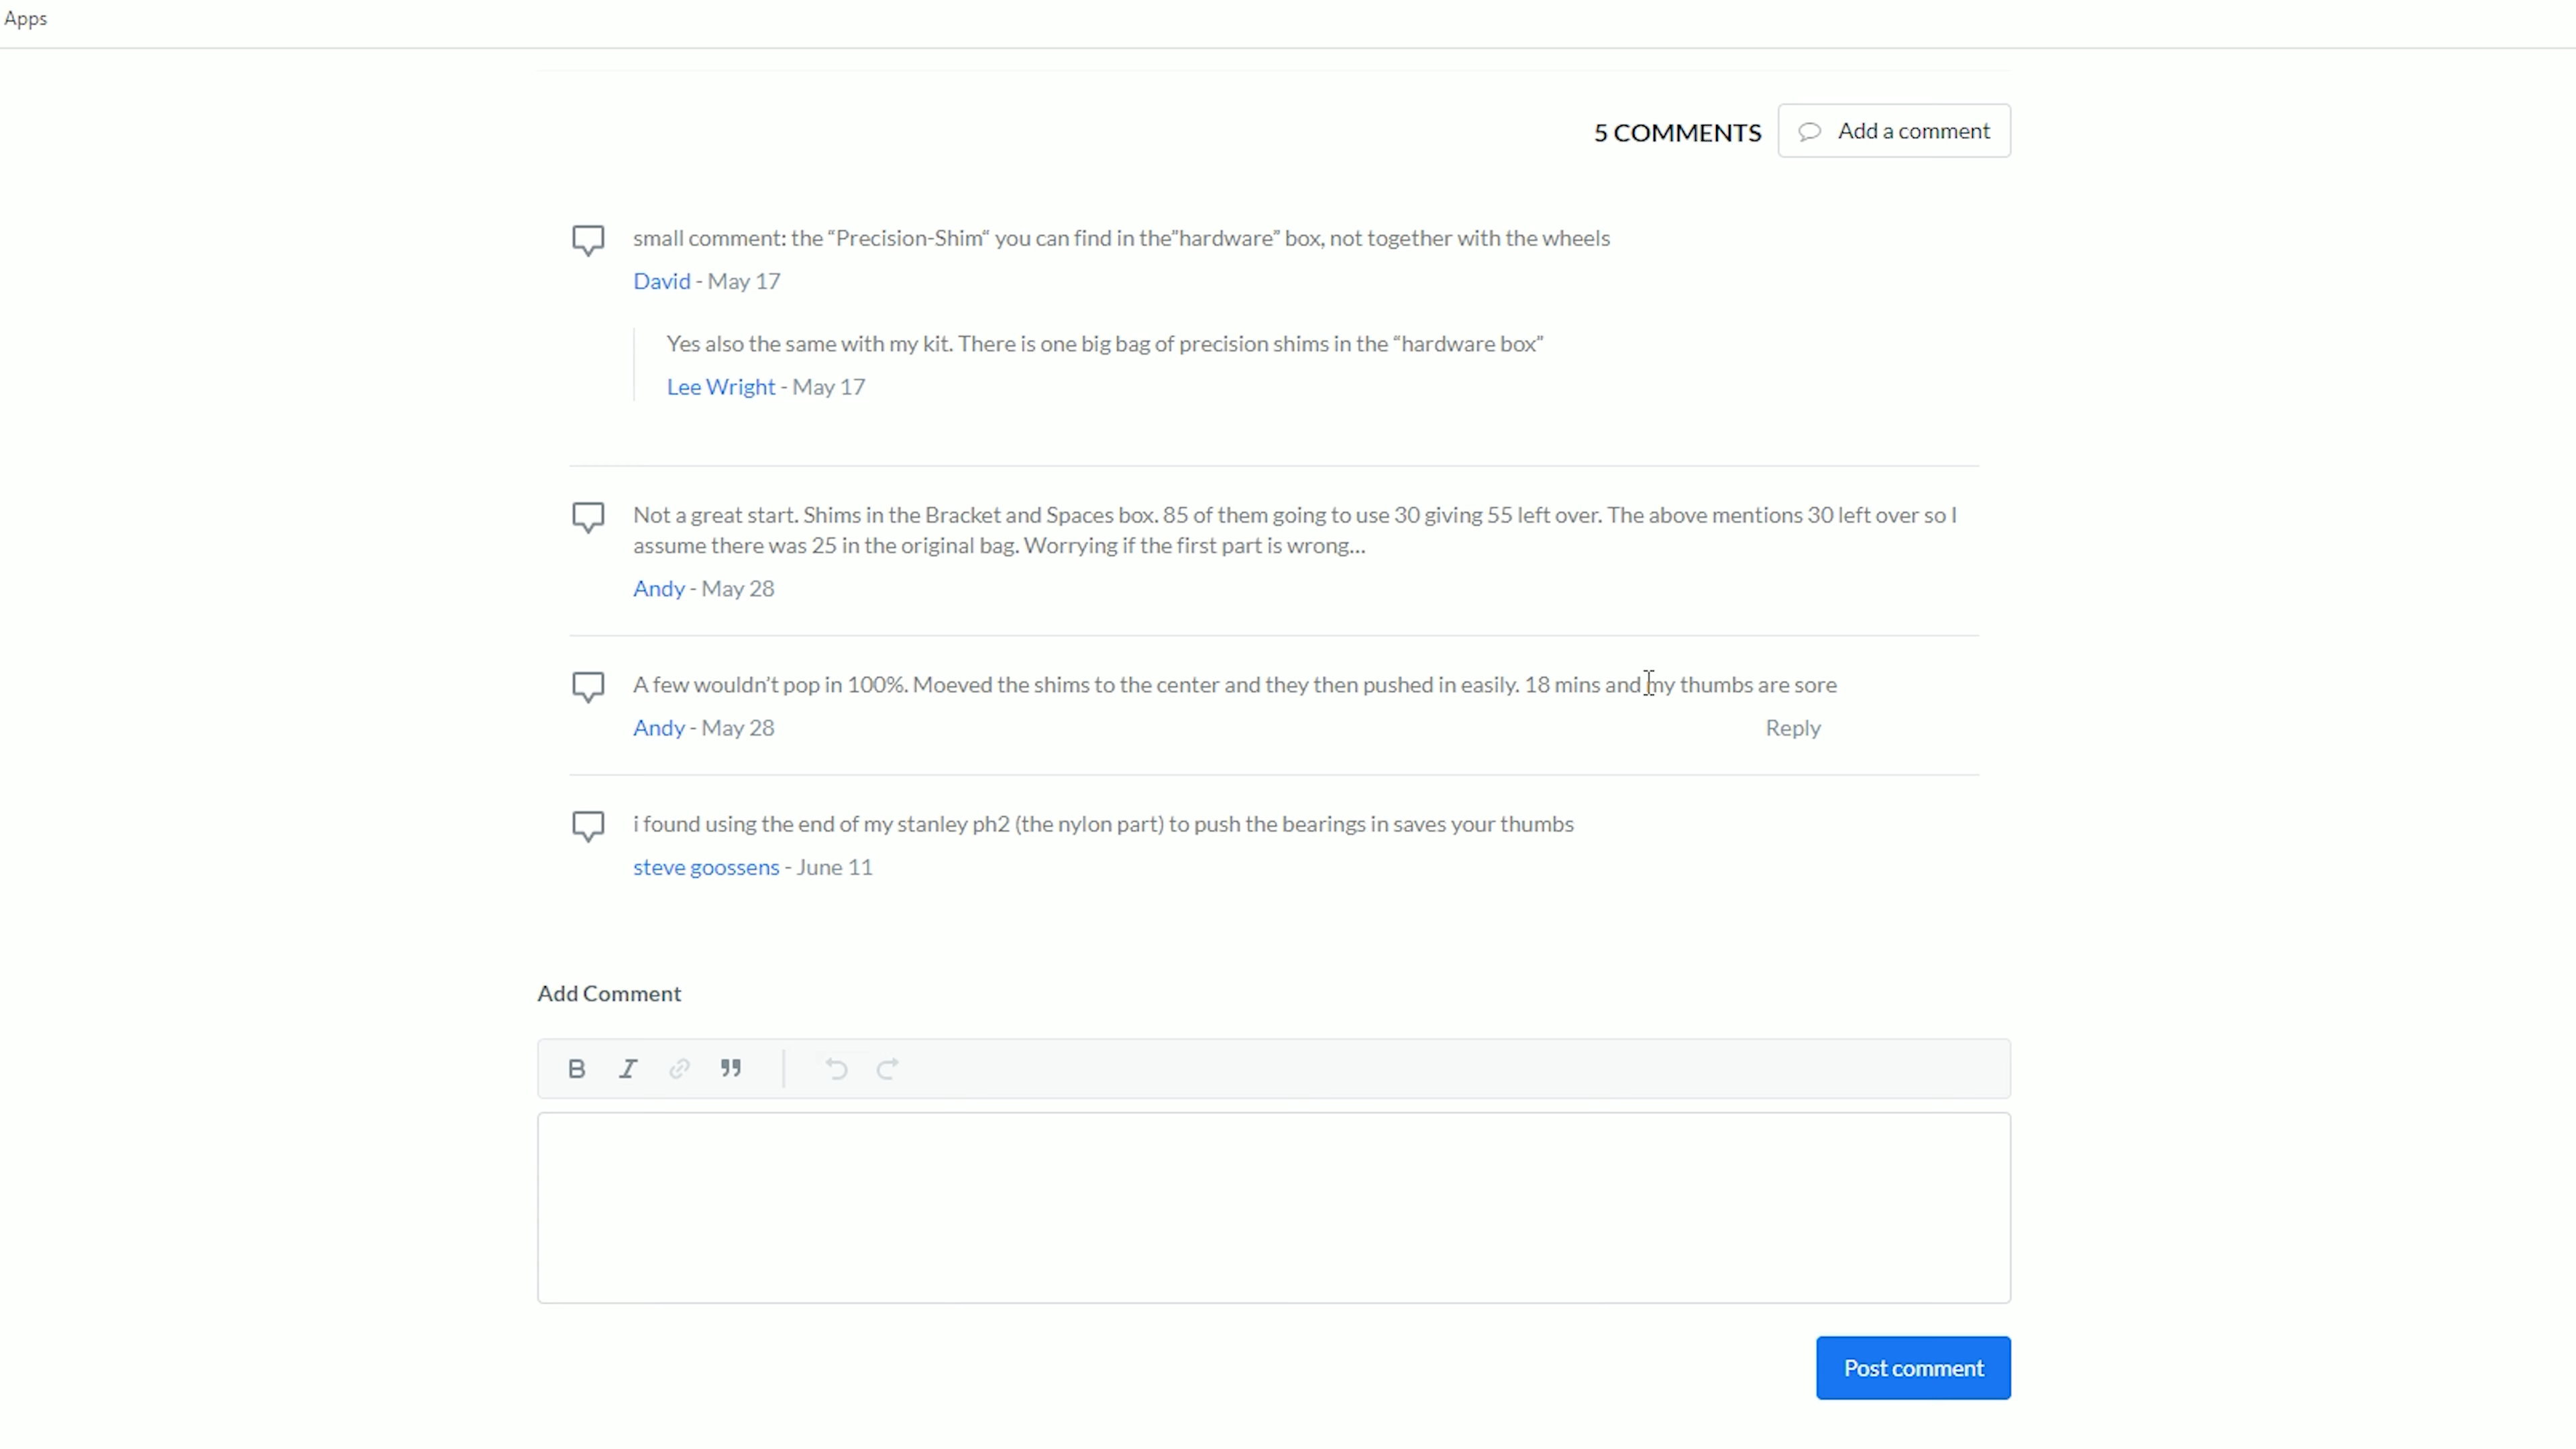 Apps
5 COMMENTS
Add a comment
small comment: the “Precision-Shim“ you can find in the”hardware” box, not together with the wheels
David - May 17
Yes also the same with my kit. There is one big bag of precision shims in the “hardware box”
Lee Wright - May 17
Not a great start. Shims in the Bracket and Spaces box. 85 of them going to use 30 giving 55 left over. The above mentions 30 left over so I
assume there was 25 in the original bag. Worrying if the first part is wrong...
Andy - May 28
A few wouldn’t pop in 100%. Moeved the shims to the center and they then pushed in easily. 18 mins and my thumbs are sore
Andy - May 28
Reply
i found using the end of my stanley ph2 (the nylon part) to push the bearings in saves your thumbs
steve goossens - June 11
Add Comment
Post comment